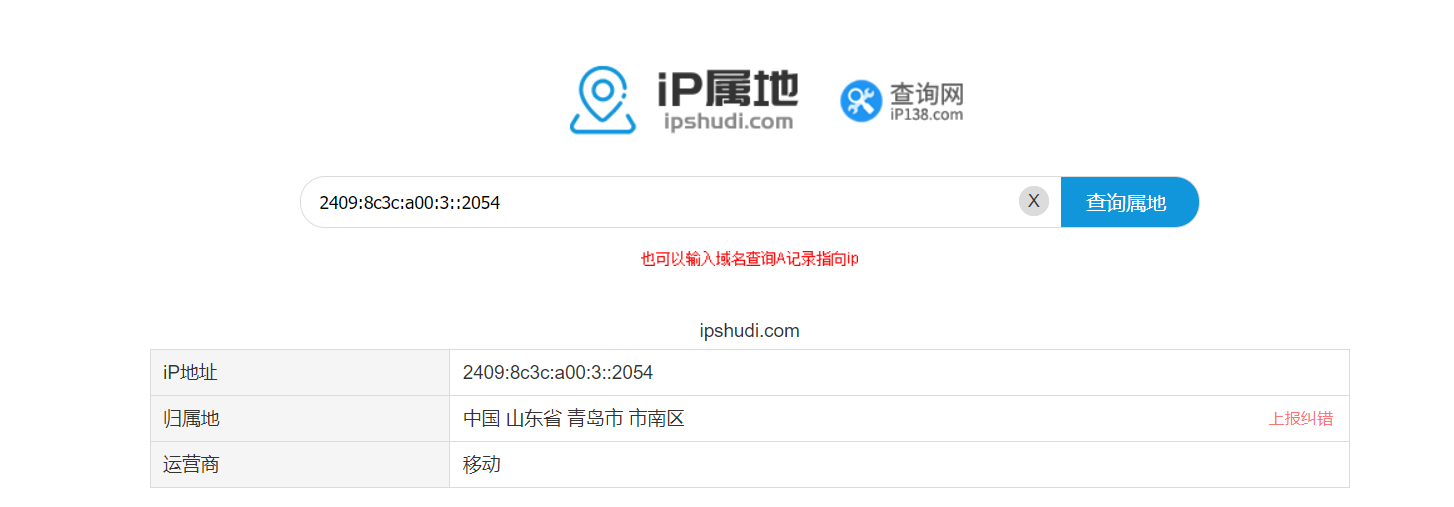 iP属地
ipshudi.com
查询网
iP138.com
2409:8c3c:a00:3::2054
X
查询属地
也可以输入域名查询A记录指向ip
ipshudi.com
iP地址 2409:8c3c:a00:3::2054
归属地 中国 山东省 青岛市 市南区 上报纠错
运营商 移动